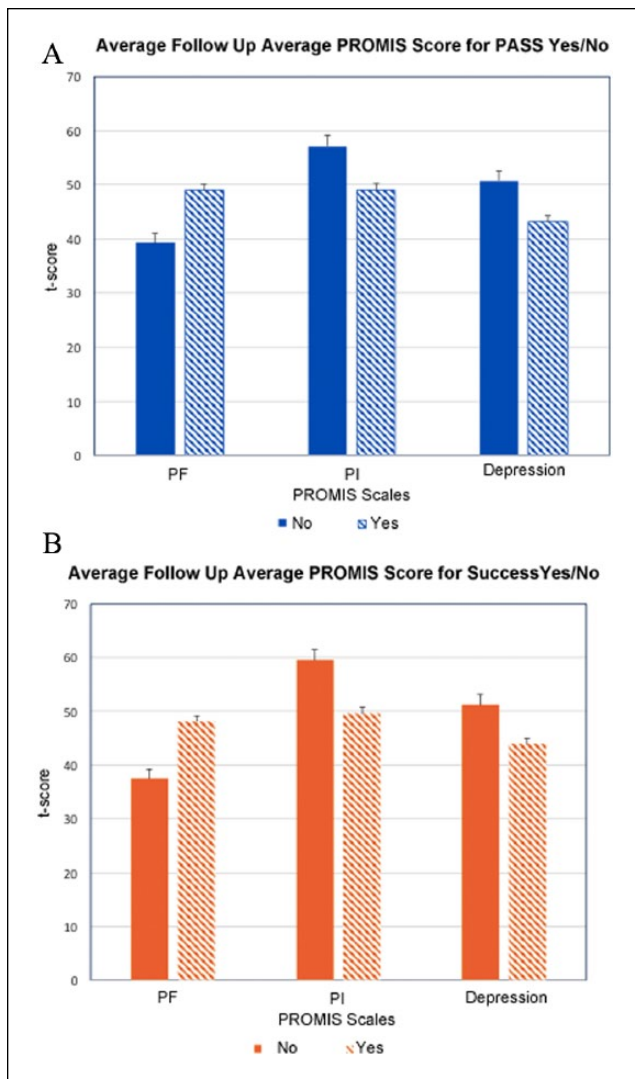 A
Average Follow Up Average PROMIS Score for PASS Yes/No
70
60
50
40
30
20
10
0
t-score
PF PI Depression
PROMIS Scales
No Yes
B
Average Follow Up Average PROMIS Score for SuccessYes/No
70
60
50
40
30
20
10
0
t-score
PF PI Depression
PROMIS Scales
No Yes